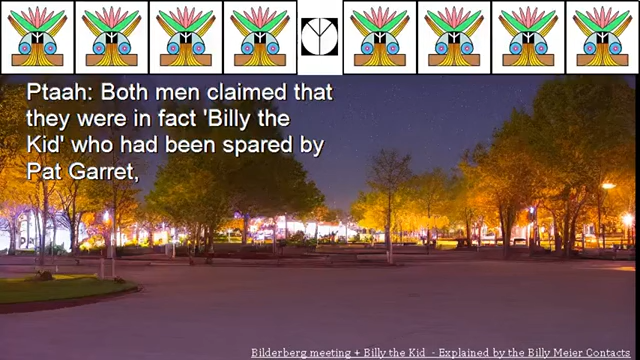 Ptaah: Both men claimed that
they were in fact 'Billy the
Kid' who had been spared by
Pat Garret,
Bilderberg meeting + Billy the Kid - Explained by the Billy Meier Contacts